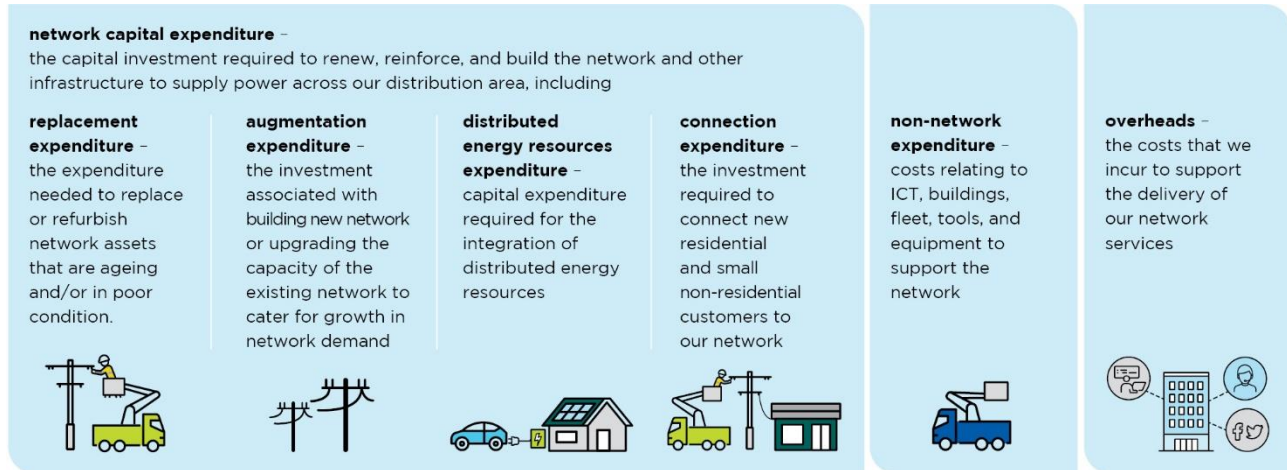 network capital expenditure –
the capital investment required to renew, reinforce, and build the network and other
infrastructure to supply power across our distribution area, including
replacement
expenditure –
the expenditure
needed to replace
or refurbish
network assets
that are ageing
and/or in poor
condition.
augmentation
expenditure –
the investment
associated with
building new network
or upgrading the
capacity of the
existing network to
cater for growth in
network demand
distributed
energy resources
expenditure –
capital expenditure
required for the
integration of
distributed energy
resources
connection
expenditure –
the investment
required to
connect new
residential
and small
non-residential
customers to
our network
non-network
expenditure –
costs relating to
ICT, buildings,
fleet, tools, and
equipment to
support the
network
overheads –
the costs that we
incur to support
the delivery of
our network
services